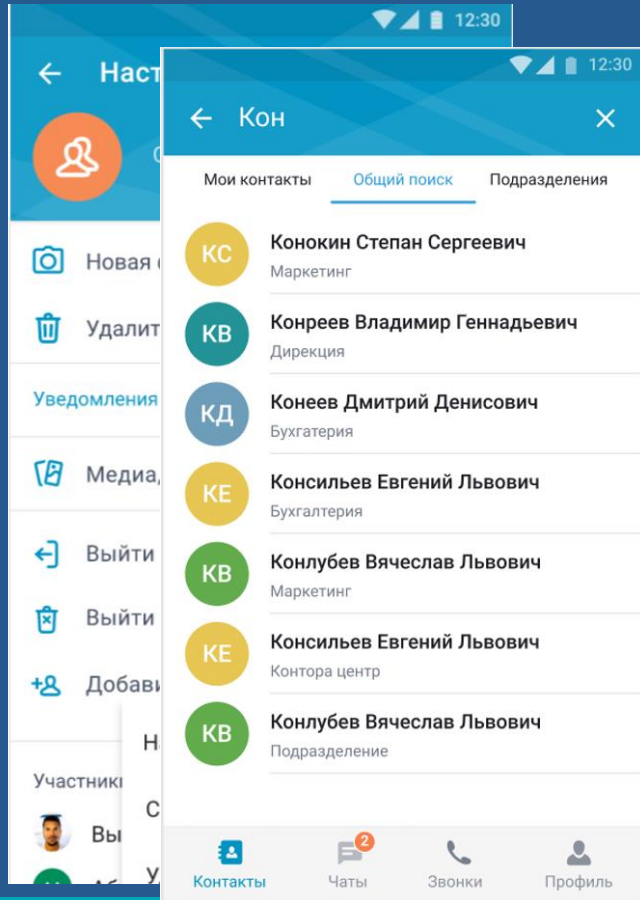 12:30
Наст
12:30
Кон
Мои контакты Общий поиск Подразделения
КС
Конокин Степан Сергеевич
Маркетинг
КВ
Конреев Владимир Геннадьевич
Дирекция
КД
Конеев Дмитрий Денисович
Бухгатерия
КЕ
Консильев Евгений Львович
Бухгалтерия
КВ
Конлубев Вячеслав Львович
Маркетинг
КЕ
Консильев Евгений Львович
Контора центр
КВ
Конлубев Вячеслав Львович
Подразделение
2
Контакты Чаты Звонки Профиль
Новая
Удалит
Уведомления
Медиа,
Выйти
Выйти
Добави
Участники
Вы